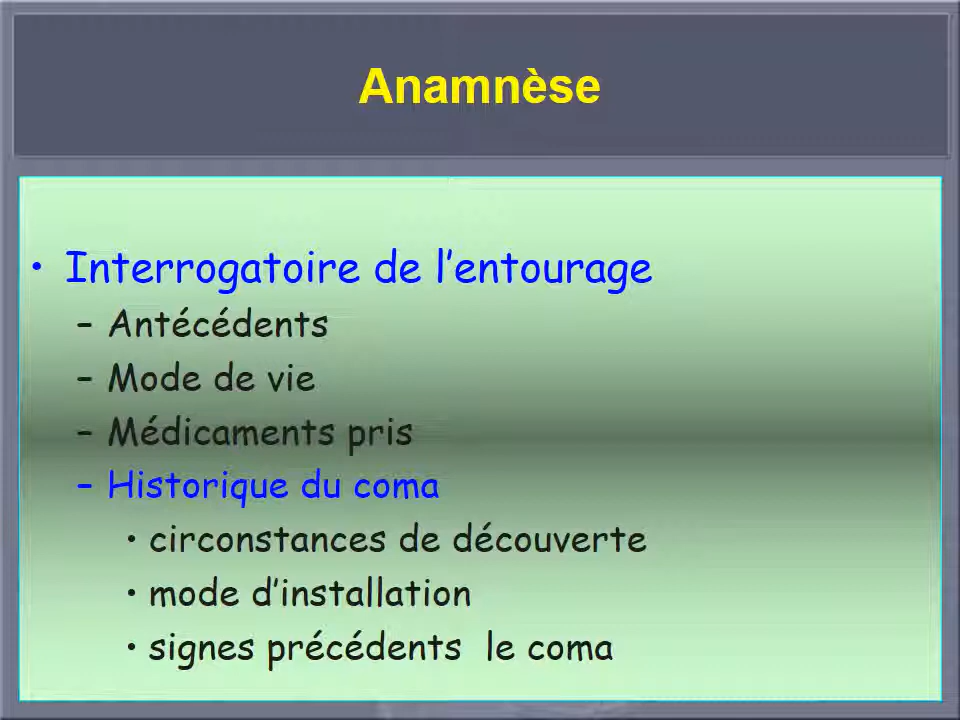 Anamnèse
• Interrogatoire de l’entourage
– Antécédents
– Mode de vie
– Médicaments pris
– Historique du coma
• circonstances de découverte
• mode d’installation
• signes précédents  le coma